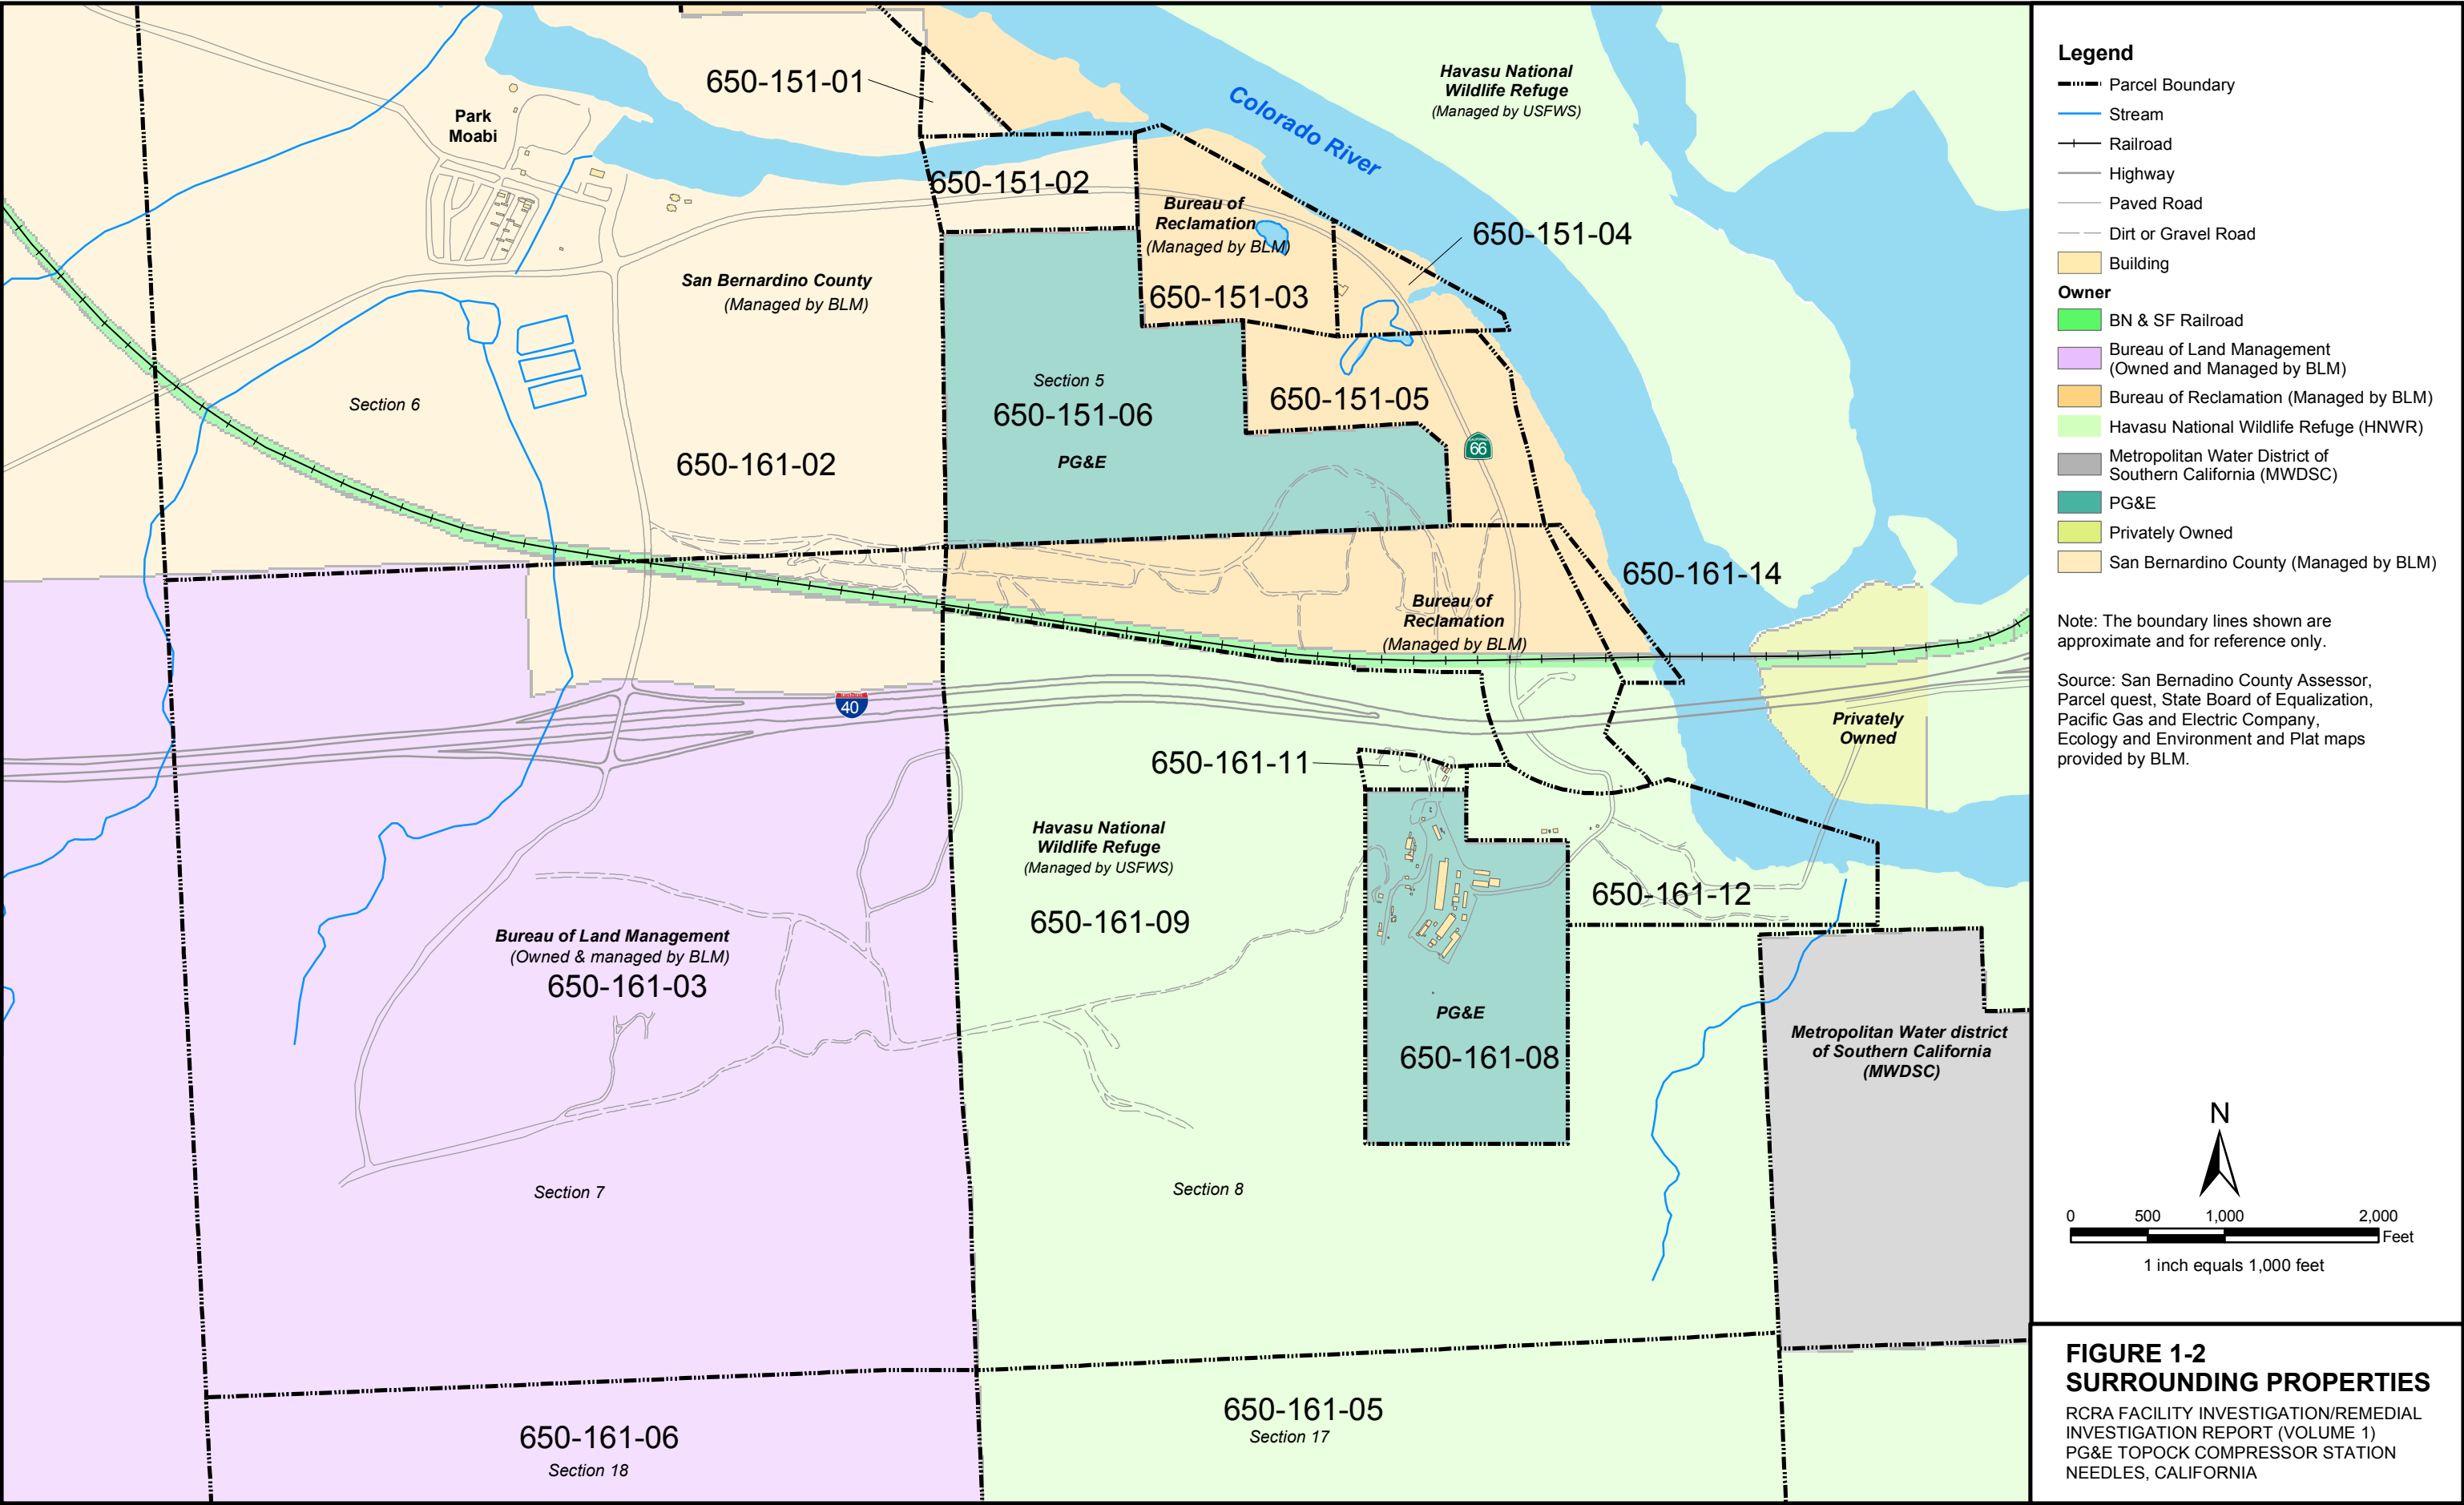 650-151-01
Park
Moabi
Havasu National
Wildlife Refuge
(Managed by USFWS)
Colorado River
650-151-02
Bureau of
Reclamation
(Managed by BLM)
650-151-03
650-151-04
San Bernardino County
(Managed by BLM)
Section 6
650-161-02
Section 5
650-151-06
PG&E
650-151-05
CALIFORNIA
66
650-161-14
Bureau of
Reclamation
(Managed by BLM)
40
Privately
Owned
650-161-11
Havasu National
Wildlife Refuge
(Managed by USFWS)
650-161-09
650-161-12
Bureau of Land Management
(Owned & managed by BLM)
650-161-03
PG&E
650-161-08
Metropolitan Water district
of Southern California
(MWDSC)
Section 7
Section 8
650-161-06
Section 18
650-161-05
Section 17
Legend
Parcel Boundary
Stream
Railroad
Highway
Paved Road
Dirt or Gravel Road
Building
Owner
BN & SF Railroad
Bureau of Land Management
(Owned and Managed by BLM)
Bureau of Reclamation (Managed by BLM)
Havasu National Wildlife Refuge (HNWR)
Metropolitan Water District of
Southern California (MWDSC)
PG&E
Privately Owned
San Bernardino County (Managed by BLM)
Note: The boundary lines shown are
approximate and for reference only.
Source: San Bernadino County Assessor,
Parcel quest, State Board of Equalization,
Pacific Gas and Electric Company,
Ecology and Environment and Plat maps
provided by BLM.
N
0 500 1,000 2,000
Feet
1 inch equals 1,000 feet
FIGURE 1-2
SURROUNDING PROPERTIES
RCRA FACILITY INVESTIGATION/REMEDIAL
INVESTIGATION REPORT (VOLUME 1)
PG&E TOPOCK COMPRESSOR STATION
NEEDLES, CALIFORNIA